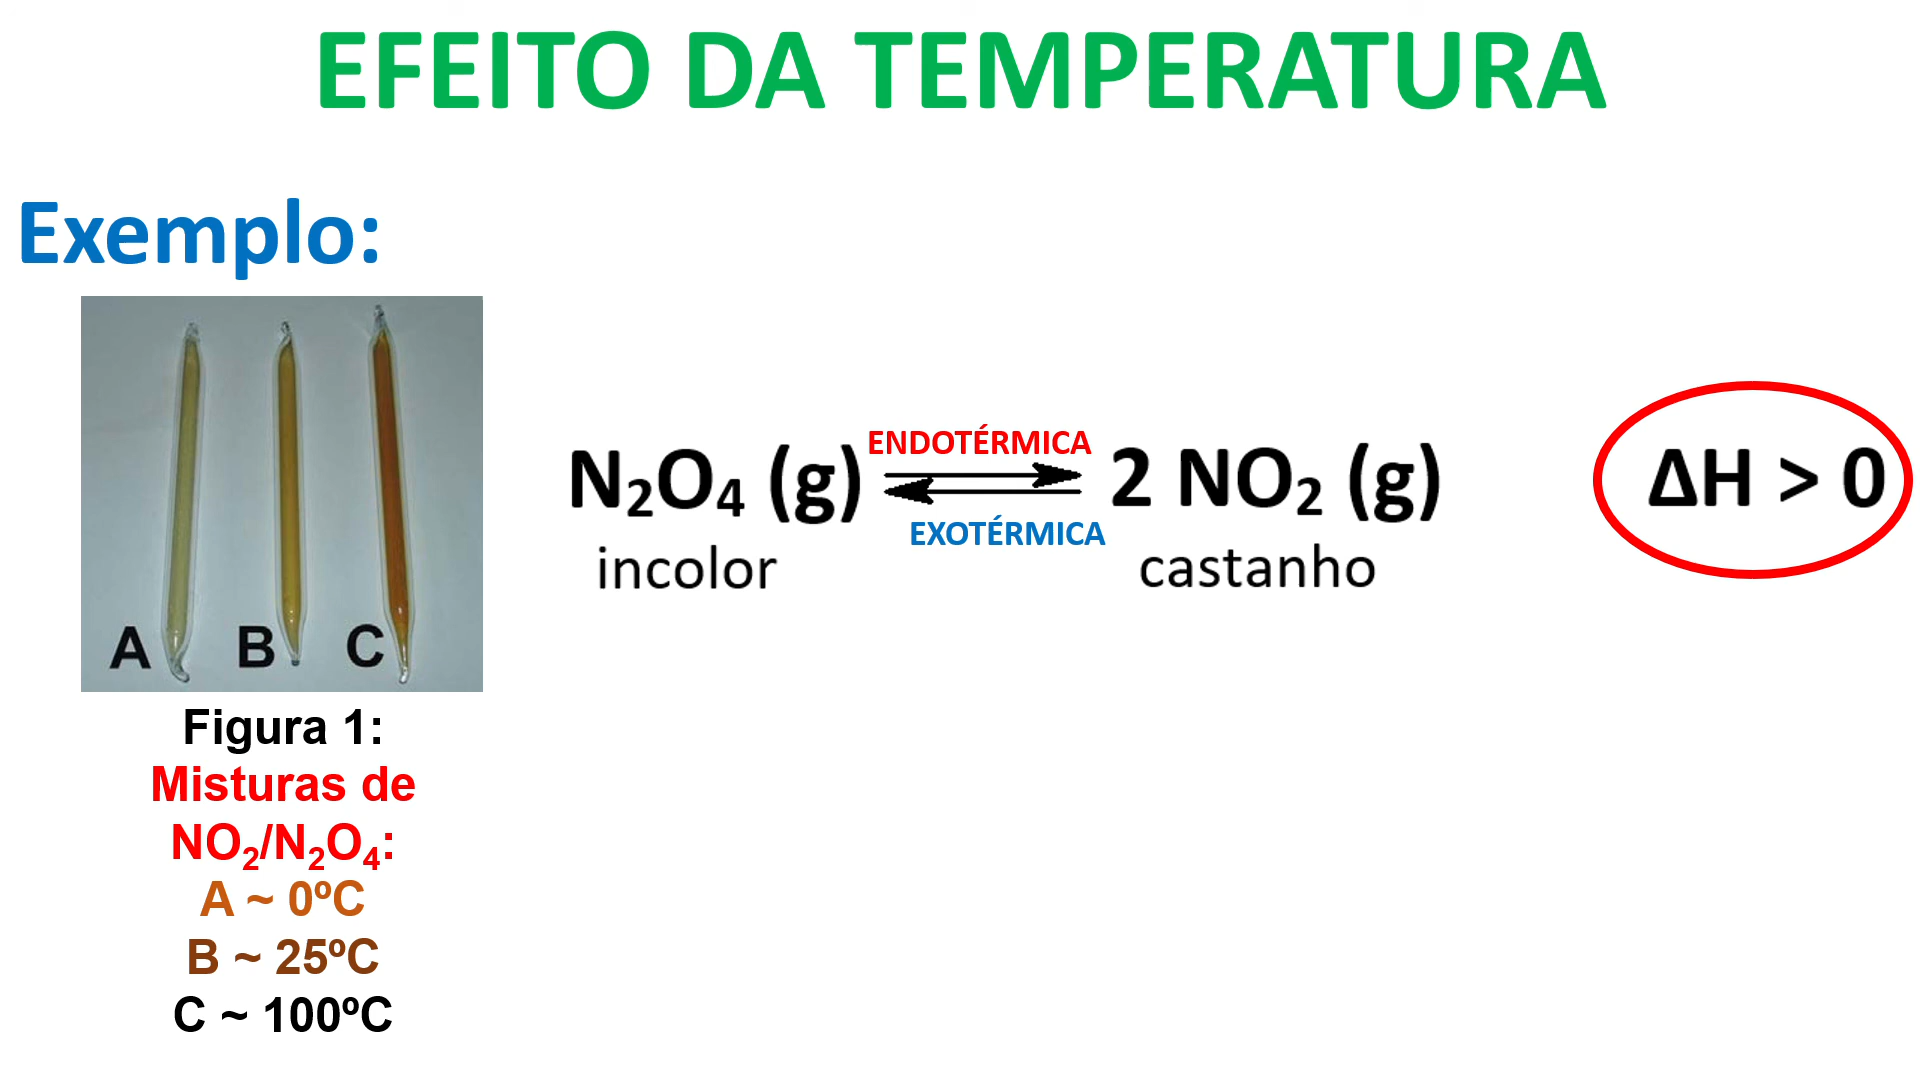 EFEITO DA TEMPERATURA
Exemplo:
A B C
Figura 1:
Misturas de
NO₂/N₂O₄:
A ~ 0ºC
B ~ 25ºC
C ~ 100ºC
ENDOTÉRMICA
N₂O₄ (g) ⇌ 2 NO₂ (g) ΔH > 0
EXOTÉRMICA
incolor castanho